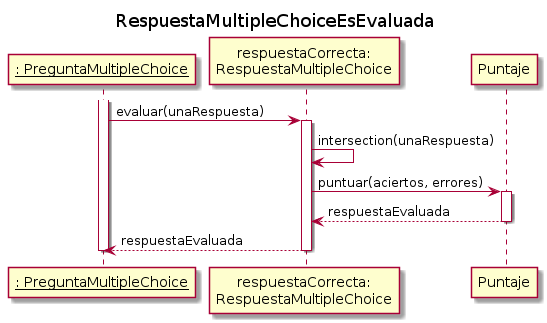 RespuestaMultipleChoiceEsEvaluada
: PreguntaMultipleChoice
respuestaCorrecta:
RespuestaMultipleChoice
Puntaje
evaluar(unaRespuesta)
intersection(unaRespuesta)
puntuar(aciertos, errores)
respuestaEvaluada
respuestaEvaluada
: PreguntaMultipleChoice
respuestaCorrecta:
RespuestaMultipleChoice
Puntaje